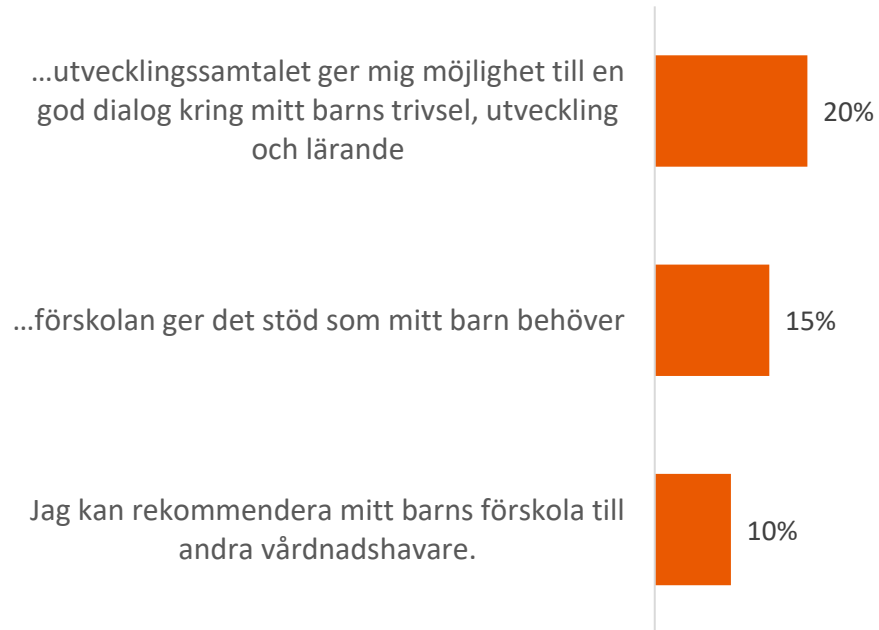 ...utvecklingssamtalet ger mig möjlighet till en
god dialog kring mitt barns trivsel, utveckling
och lärande
20%
...förskolan ger det stöd som mitt barn behöver
15%
Jag kan rekommendera mitt barns förskola till
andra vårdnadshavare.
10%